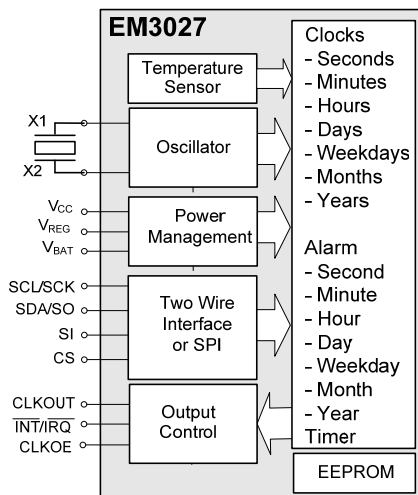 EM3027
Temperature
Sensor
X1
X2
Oscillator
VCC
VREG
VBAT
Power
Management
SCL/SCK
SDA/SO
SI
CS
Two Wire
Interface
or SPI
CLKOUT
INT/IRQ
CLKOE
Output
Control
Clocks
- Seconds
- Minutes
- Hours
- Days
- Weekdays
- Months
- Years
Alarm
- Second
- Minute
- Hour
- Day
- Weekday
- Month
- Year
Timer
EEPROM